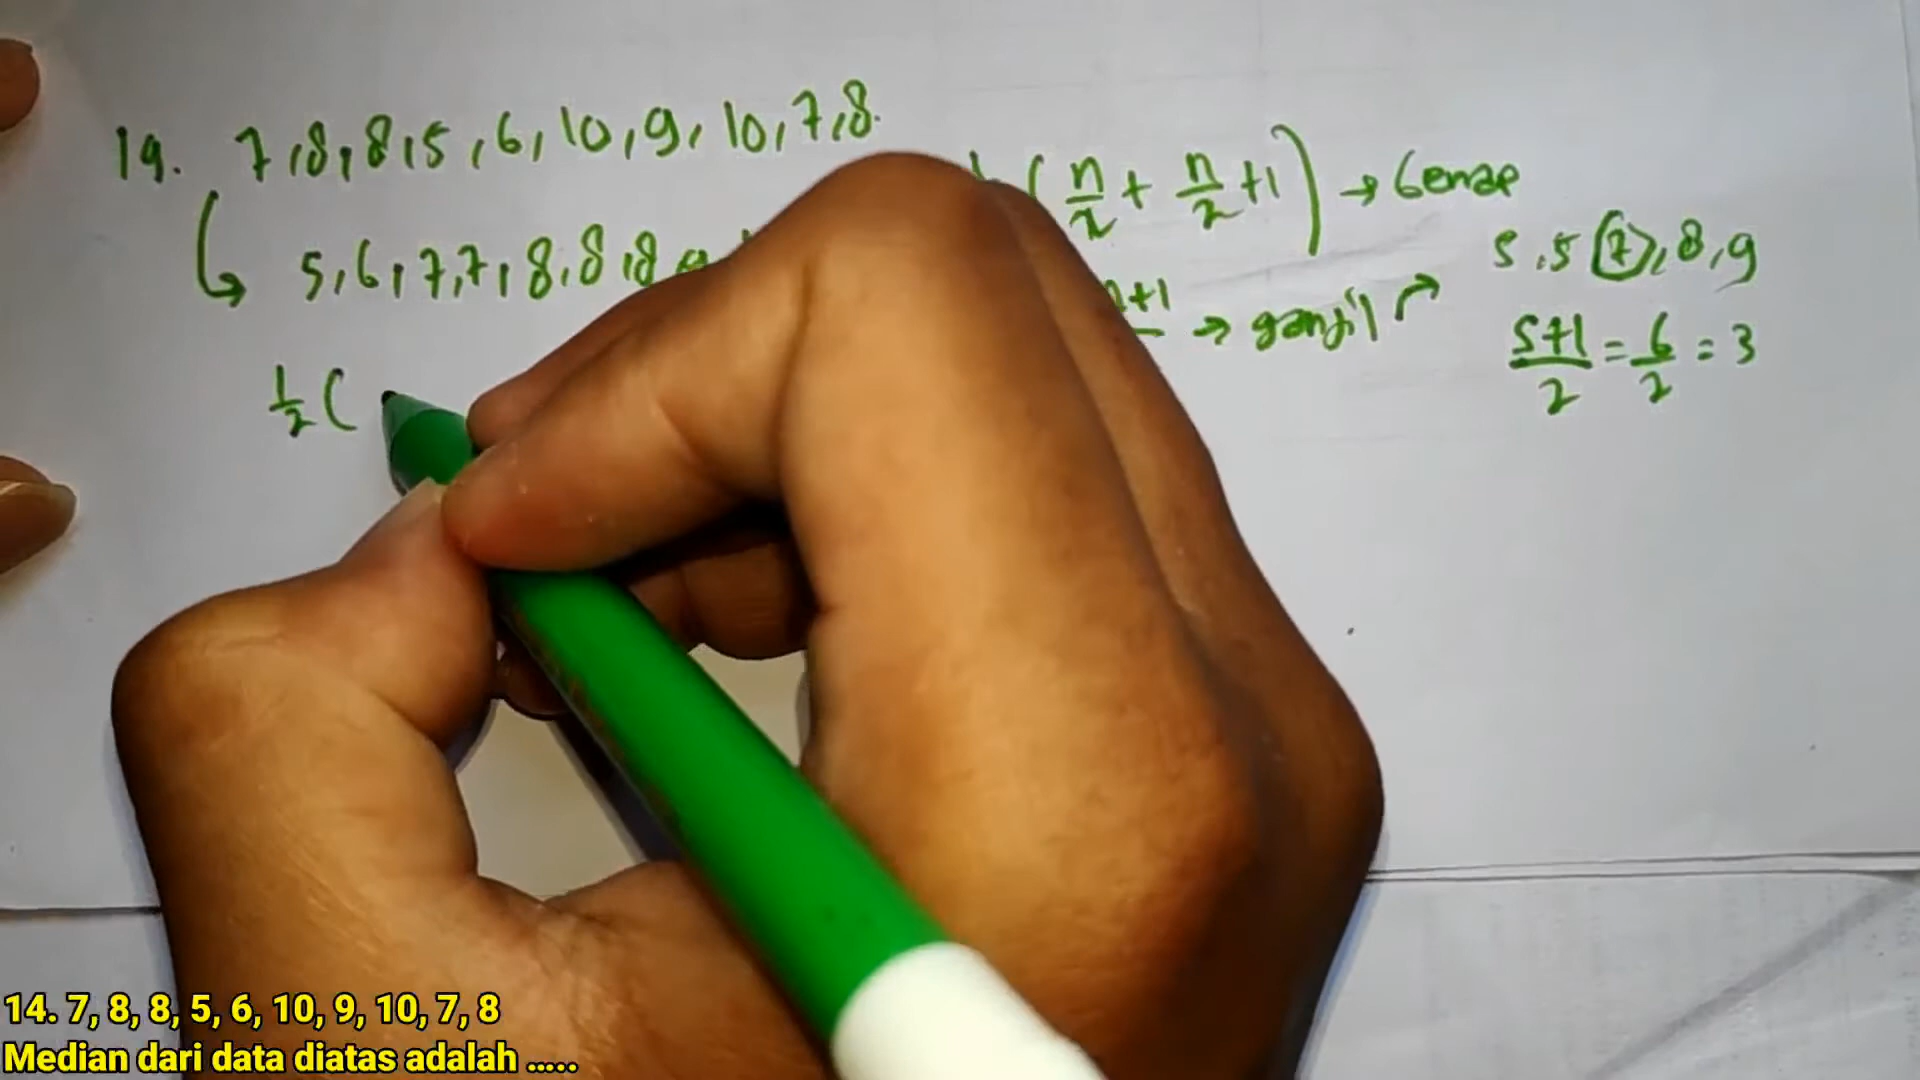 14. 7, 8, 8, 5, 6, 10, 9, 10, 7, 8.
5, 6, 7, 7, 8, 8, 8
1/2 (
( n/2 + n/2 + 1 ) → Genap
n+1 → ganjil
5, 5, 7, 8, 9
5+1/2 = 6/2 = 3
14. 7, 8, 8, 5, 6, 10, 9, 10, 7, 8
Median dari data diatas adalah .....